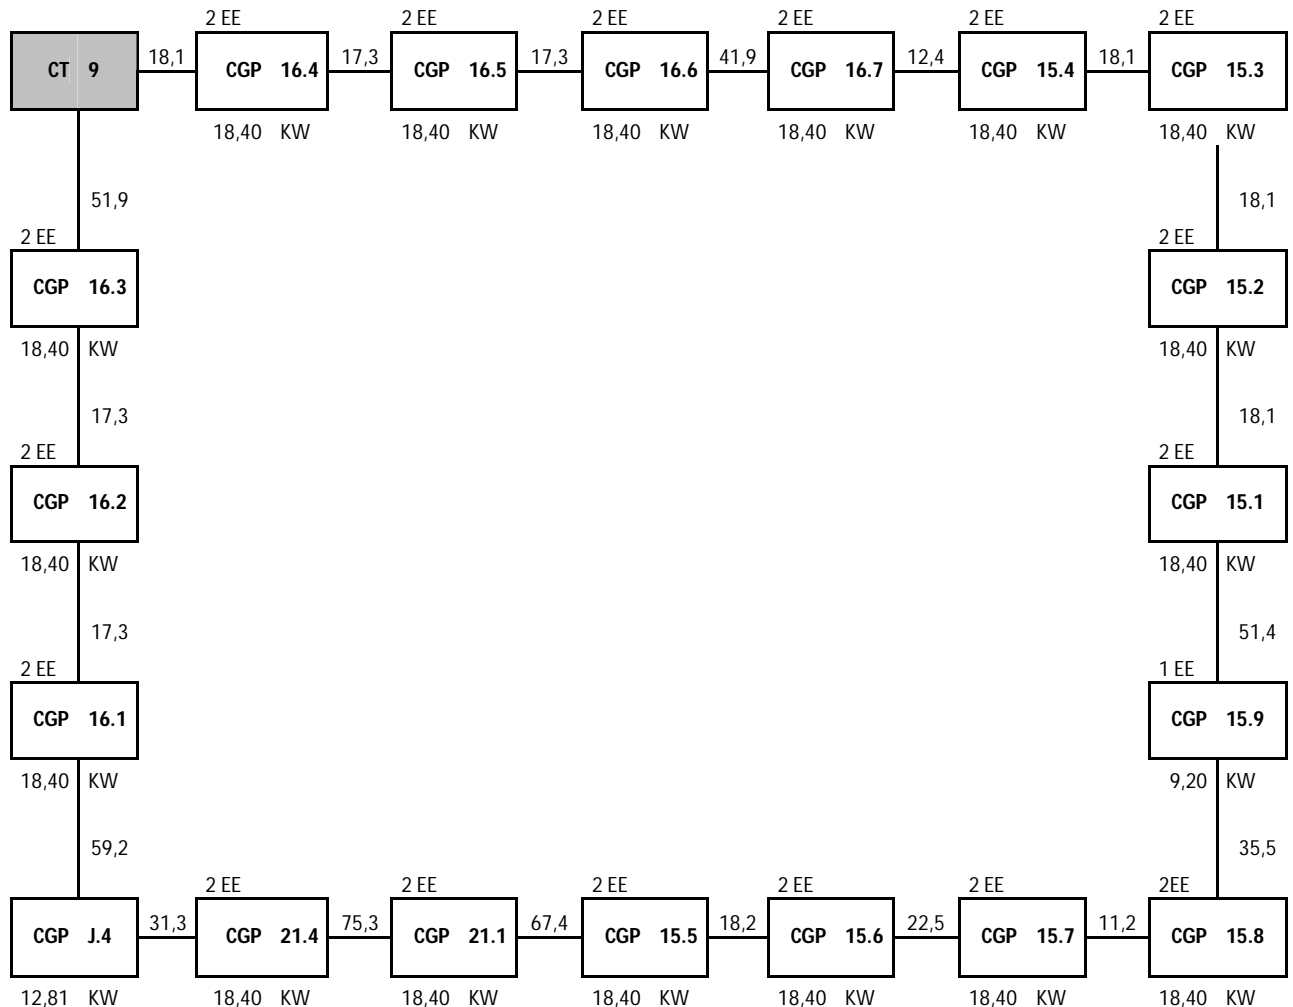 2 EE 2 EE 2 EE 2 EE 2 EE 2 EE
CT 9 18,1 CGP 16.4 17,3 CGP 16.5 17,3 CGP 16.6 41,9 CGP 16.7 12,4 CGP 15.4 18,1 CGP 15.3
18,40 KW 18,40 KW 18,40 KW 18,40 KW 18,40 KW 18,40 KW
51,9 18,1
2 EE 2 EE
CGP 16.3 CGP 15.2
18,40 KW 18,40 KW
17,3 18,1
2 EE 2 EE
CGP 16.2 CGP 15.1
18,40 KW 18,40 KW
17,3 51,4
2 EE 1 EE
CGP 16.1 CGP 15.9
18,40 KW 9,20 KW
59,2 35,5
2 EE 2 EE 2 EE 2 EE 2 EE 2EE
CGP J.4 31,3 CGP 21.4 75,3 CGP 21.1 67,4 CGP 15.5 18,2 CGP 15.6 22,5 CGP 15.7 11,2 CGP 15.8
12,81 KW 18,40 KW 18,40 KW 18,40 KW 18,40 KW 18,40 KW 18,40 KW